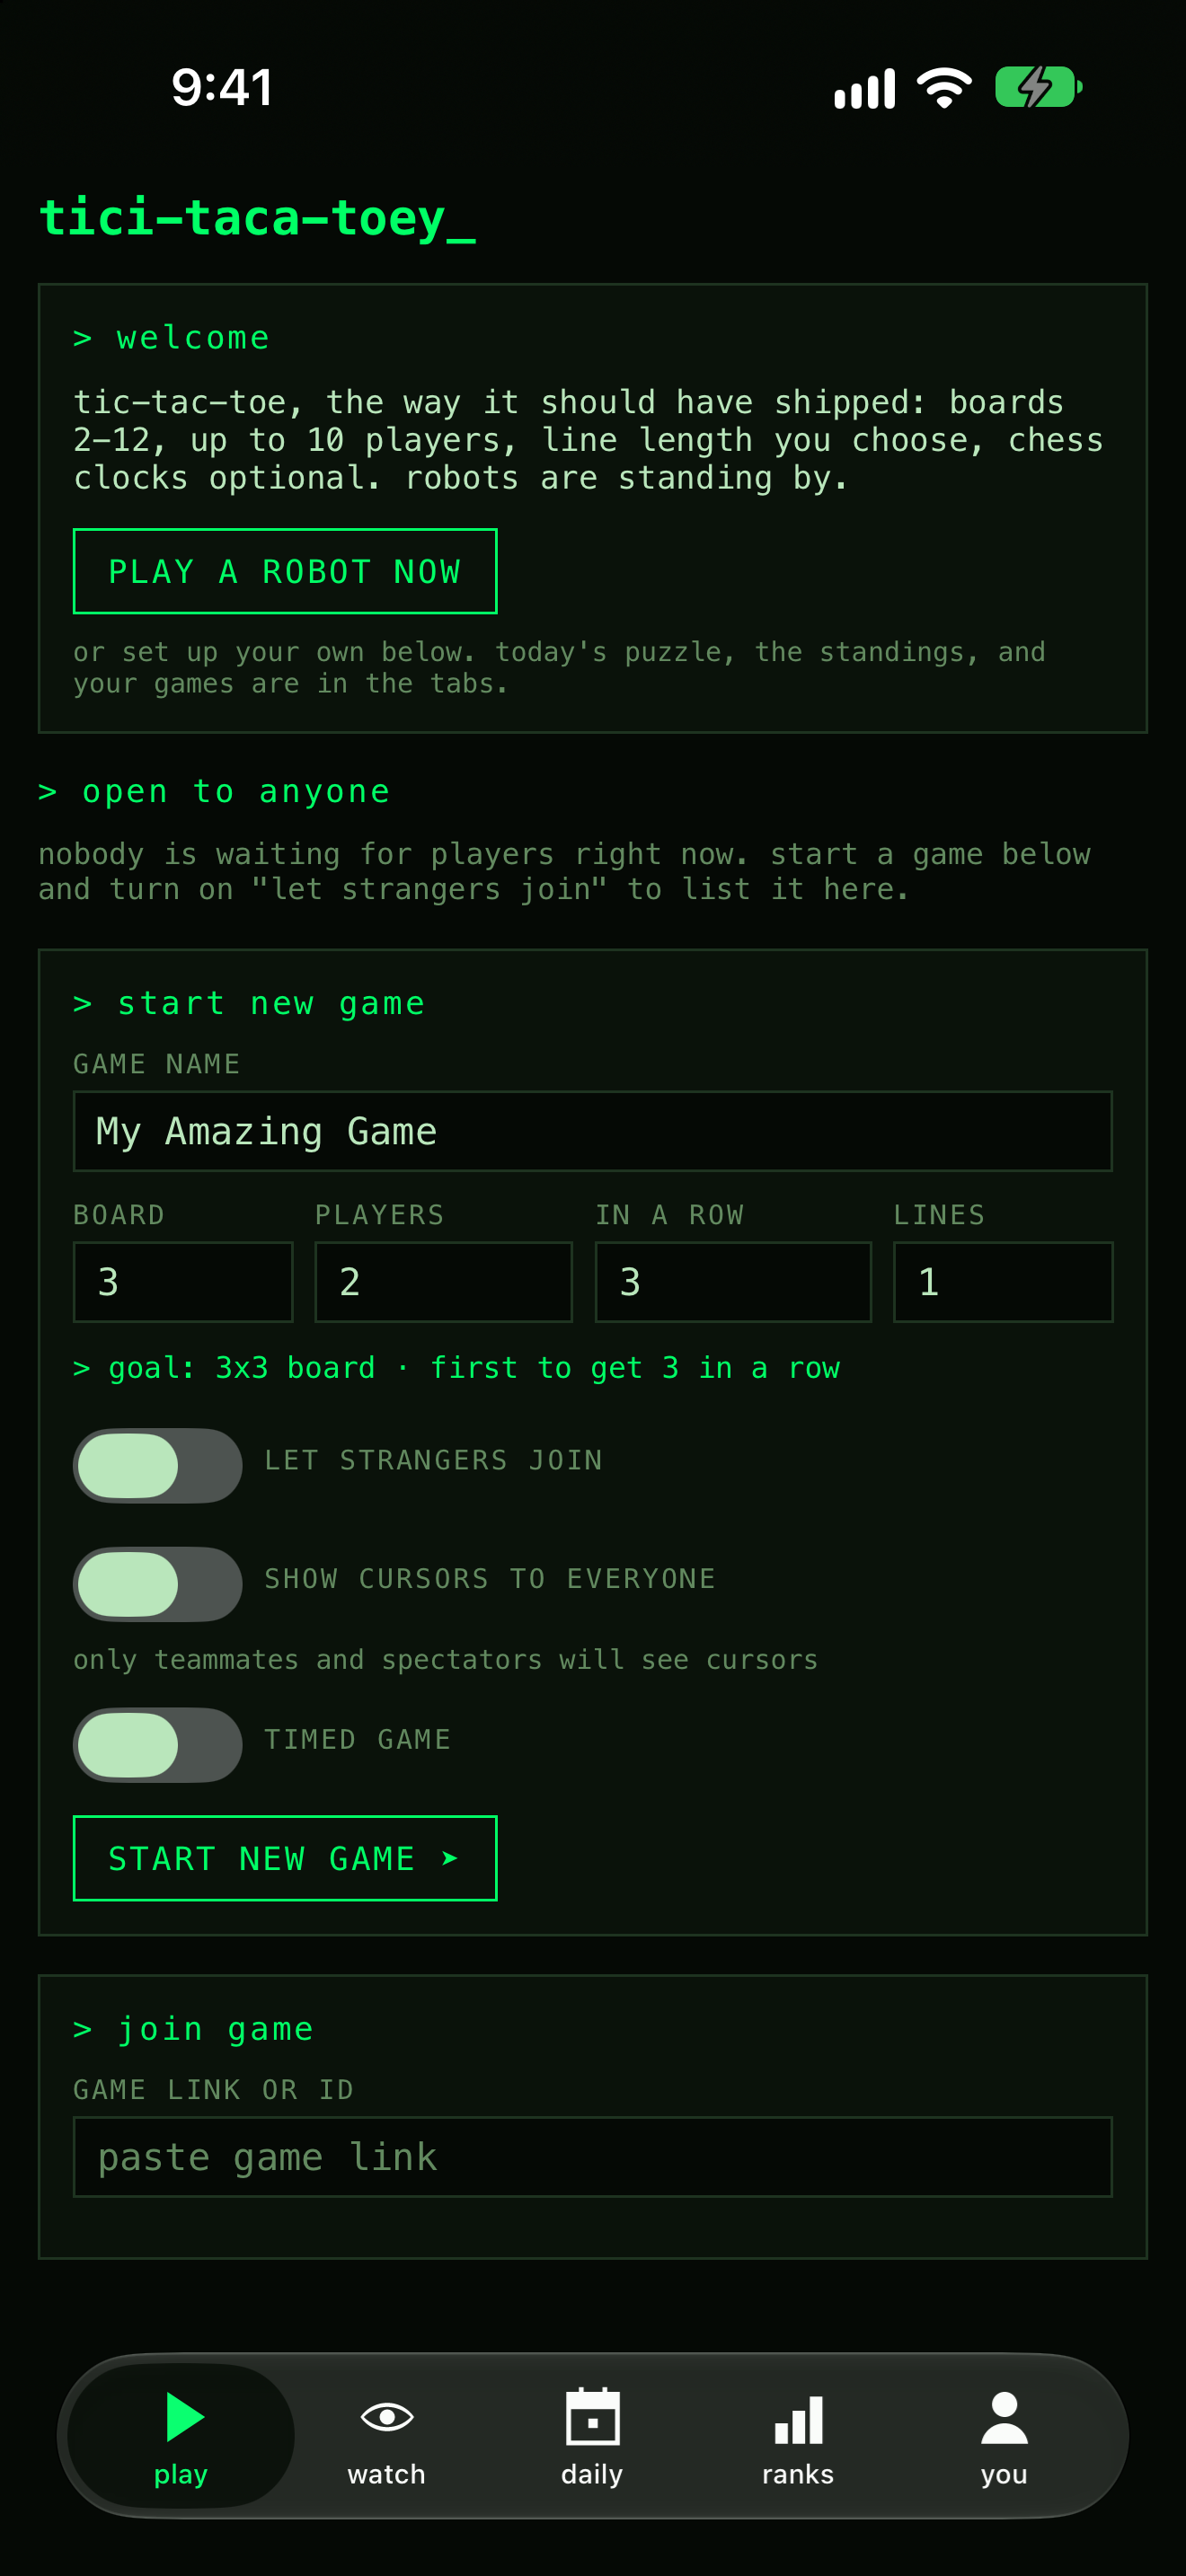 9:41
tici-taca-toey_
> welcome
tic-tac-toe, the way it should have shipped: boards
2-12, up to 10 players, line length you choose, chess
clocks optional. robots are standing by.
PLAY A ROBOT NOW
or set up your own below. today's puzzle, the standings, and
your games are in the tabs.
> open to anyone
nobody is waiting for players right now. start a game below
and turn on "let strangers join" to list it here.
> start new game
GAME NAME
My Amazing Game
BOARD PLAYERS IN A ROW LINES
3 2 3 1
> goal: 3x3 board · first to get 3 in a row
LET STRANGERS JOIN
SHOW CURSORS TO EVERYONE
only teammates and spectators will see cursors
TIMED GAME
START NEW GAME ➤
> join game
GAME LINK OR ID
paste game link
play watch daily ranks you